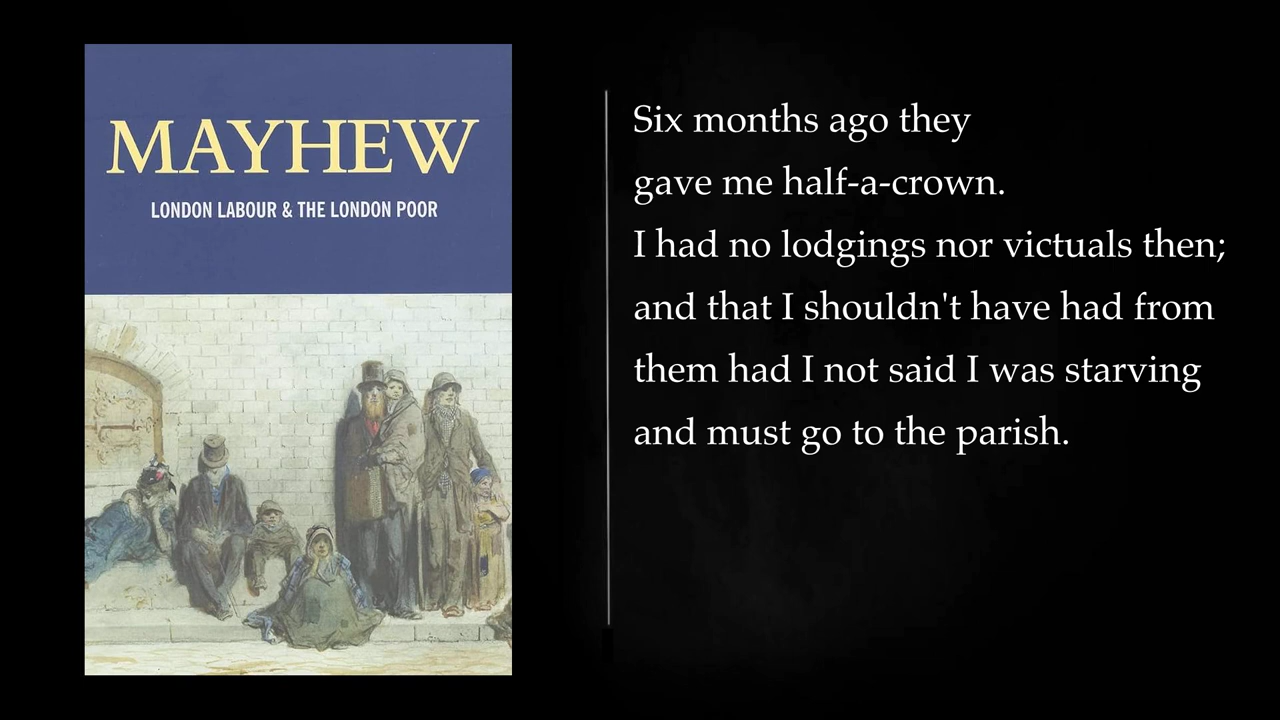 MAYHEW
LONDON LABOUR & THE LONDON POOR
Six months ago they
gave me half-a-crown.
I had no lodgings nor victuals then;
and that I shouldn't have had from
them had I not said I was starving
and must go to the parish.